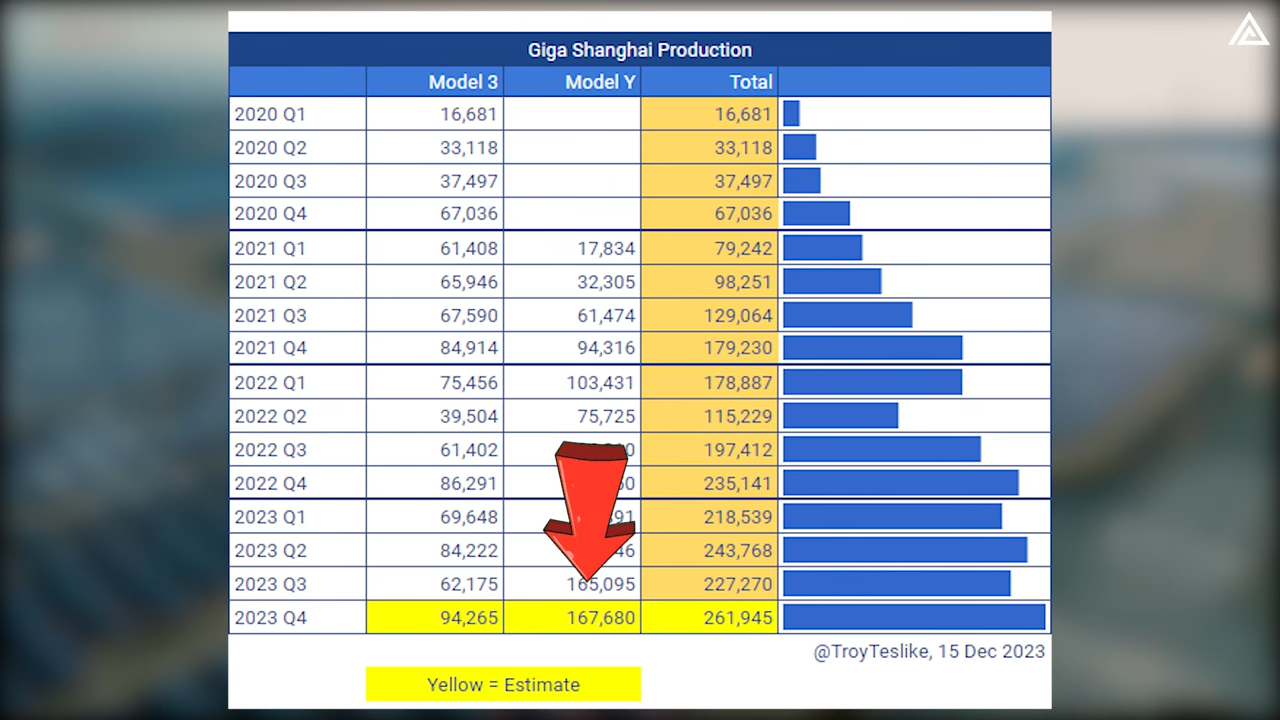 Giga Shanghai Production
Model 3 Model Y Total
2020 Q1 16,681 16,681
2020 Q2 33,118 33,118
2020 Q3 37,497 37,497
2020 Q4 67,036 67,036
2021 Q1 61,408 17,834 79,242
2021 Q2 65,946 32,305 98,251
2021 Q3 67,590 61,474 129,064
2021 Q4 84,914 94,316 179,230
2022 Q1 75,456 103,431 178,887
2022 Q2 39,504 75,725 115,229
2022 Q3 61,402 197,412
2022 Q4 86,291 235,141
2023 Q1 69,648 218,539
2023 Q2 84,222 243,768
2023 Q3 62,175 165,095 227,270
2023 Q4 94,265 167,680 261,945
@TroyTeslike, 15 Dec 2023
Yellow = Estimate